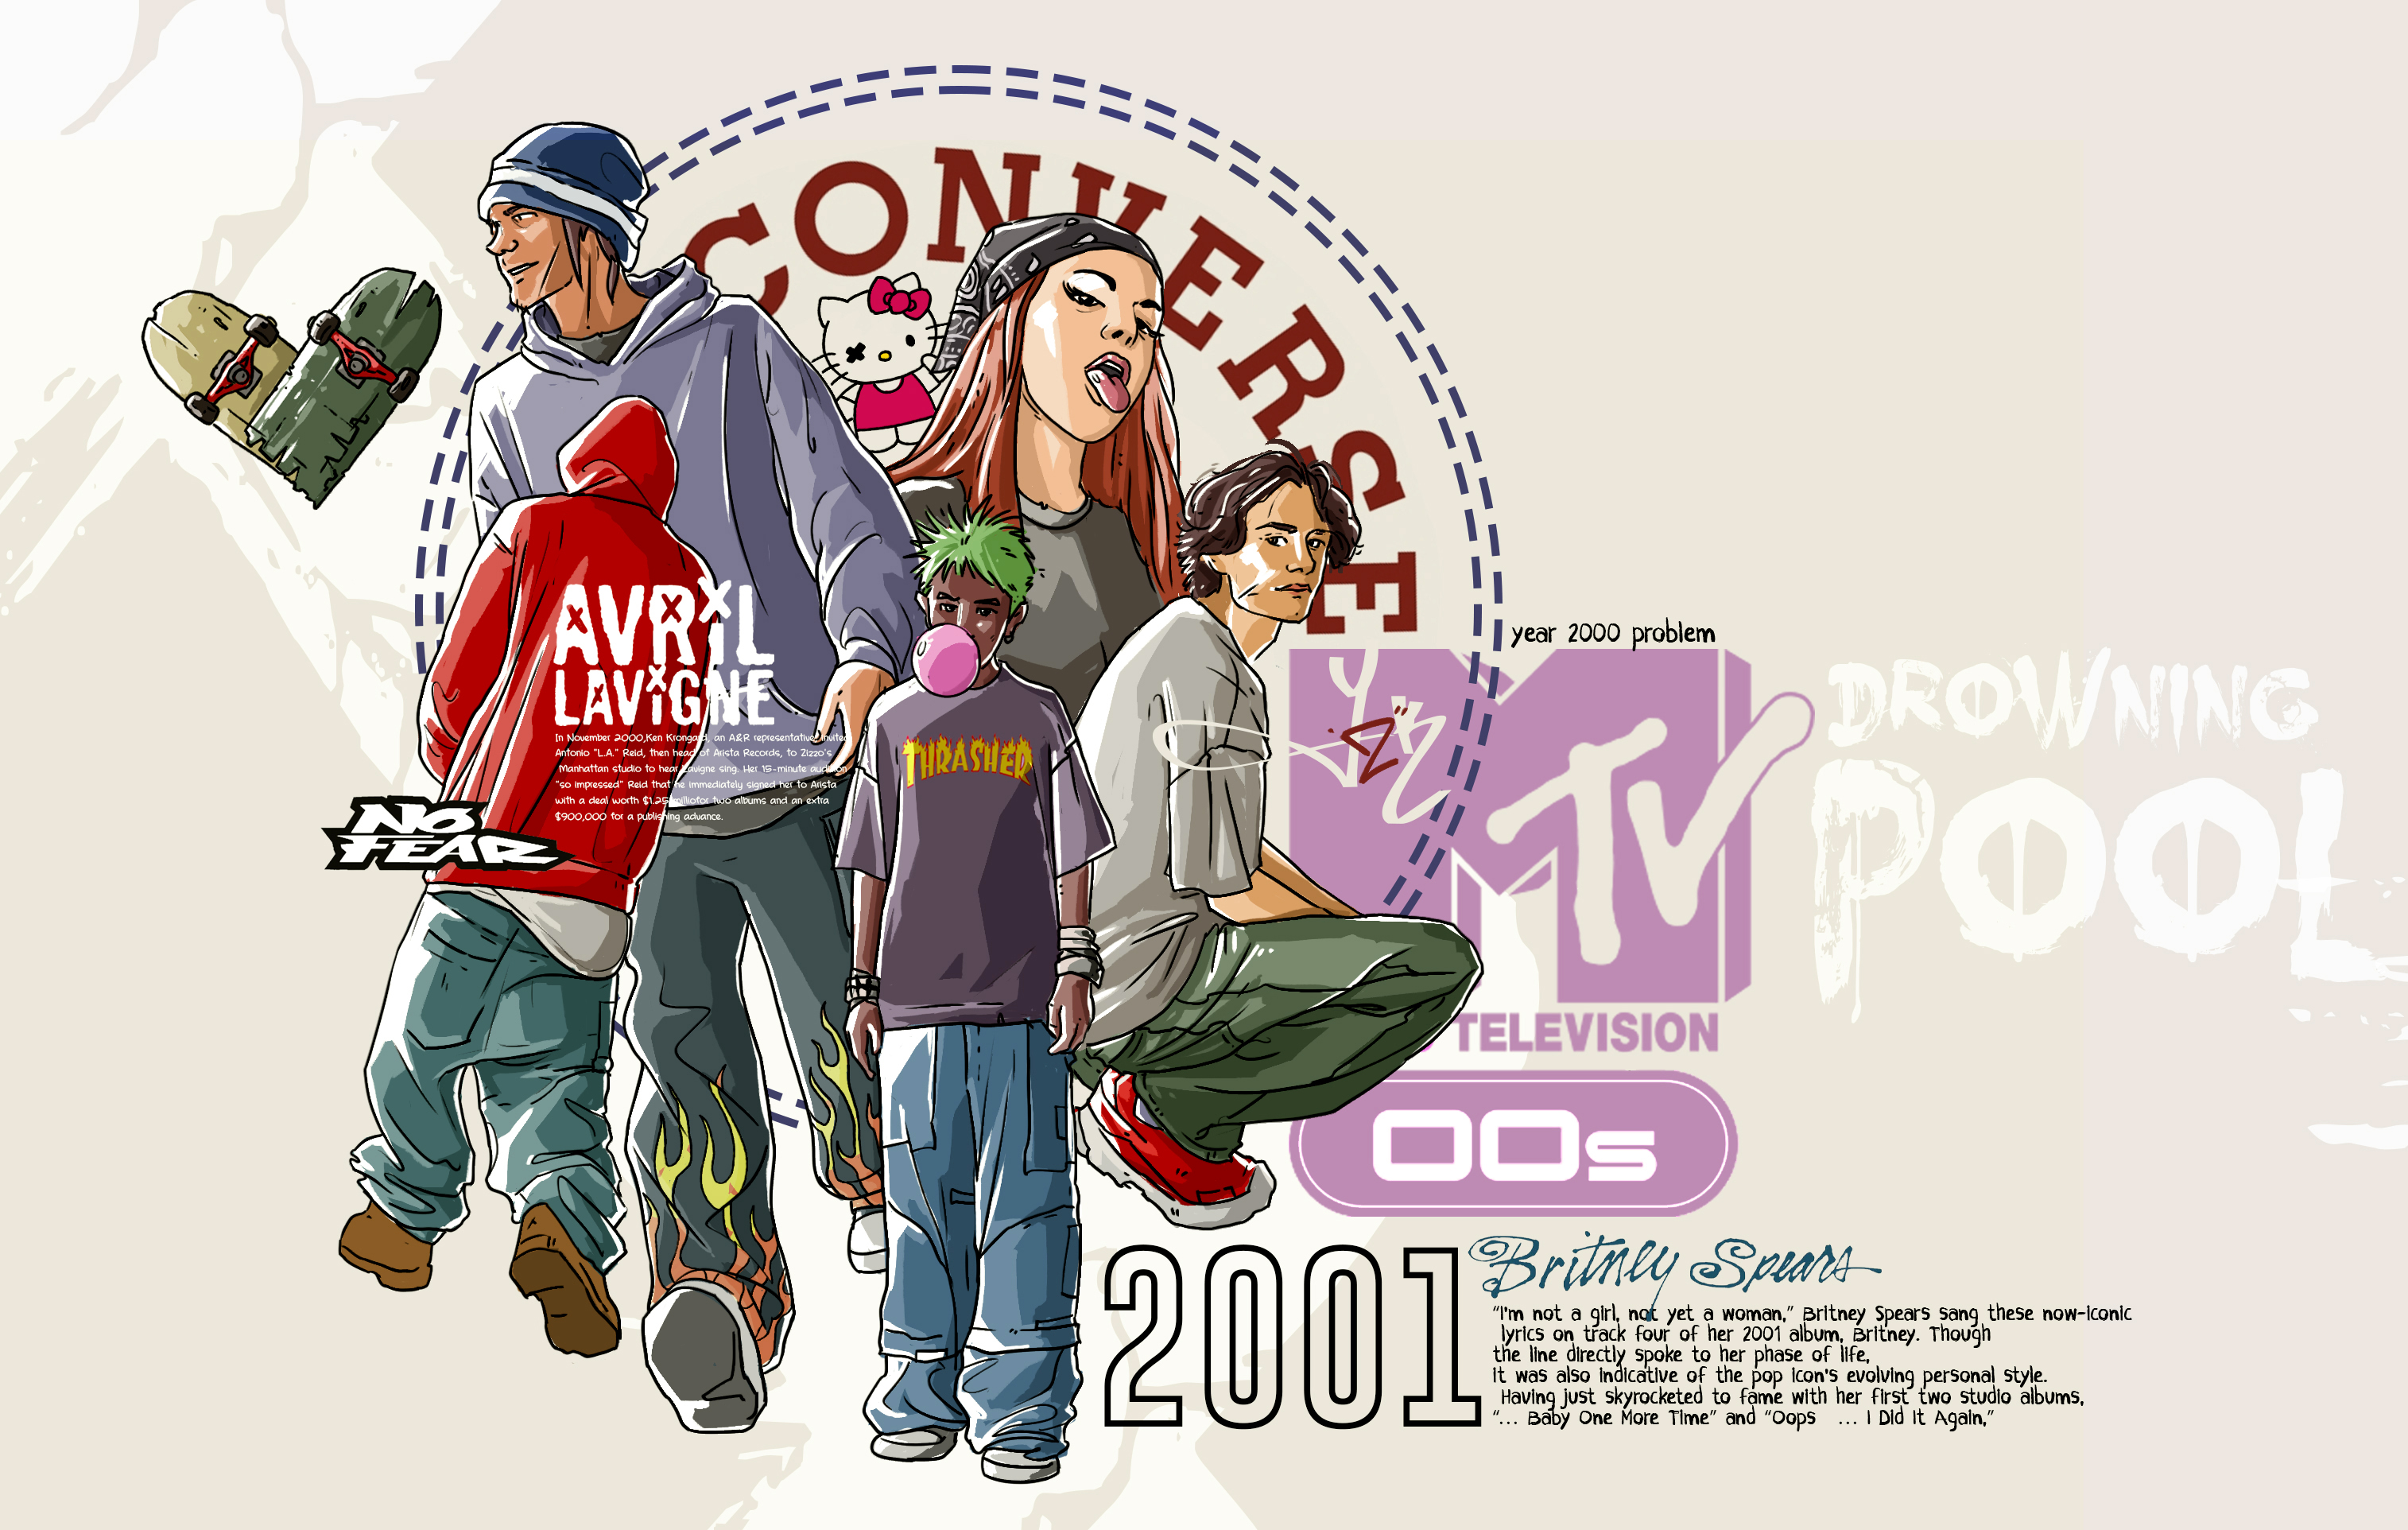 CONVERSE
year 2000 problem
AVRIL
LAVIGNE
In November 2000,Ken Krongard, an A&R representative, invited
Antonio "L.A." Reid, then head of Arista Records, to Zizzo's
Manhattan studio to hear Lavigne sing. Her 15-minute audition
"so impressed" Reid that he immediately signed her to Arista
with a deal worth $1.25 milliofor two albums and an extra
$900,000 for a publishing advance.
DROWNING
POOL
THRASHER
NO
FEAR
MTV
TELEVISION
00s
2001
Britney Spears
"I'm not a girl, not yet a woman," Britney Spears sang these now-iconic
lyrics on track four of her 2001 album, Britney. Though
the line directly spoke to her phase of life,
it was also indicative of the pop icon's evolving personal style.
Having just skyrocketed to fame with her first two studio albums,
"... Baby One More Time" and "Oops ... I Did It Again,"